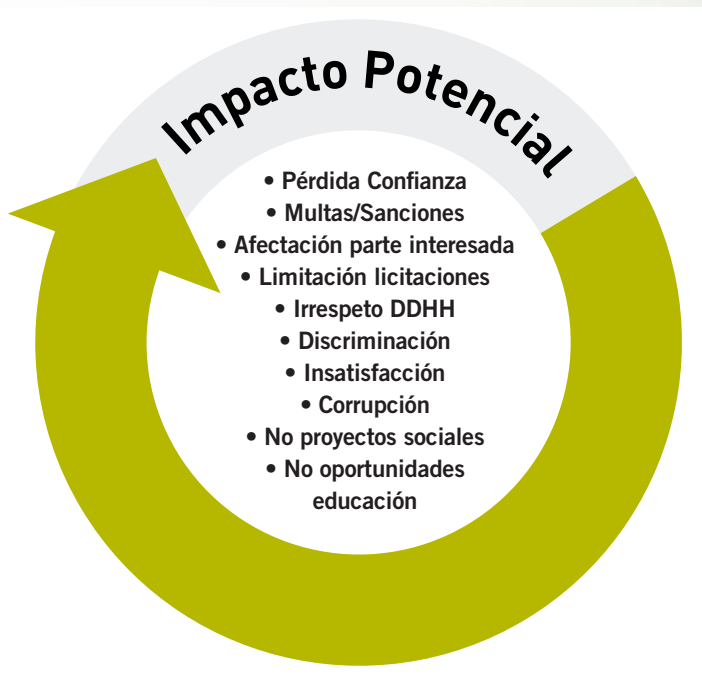 Impacto Potencial
• Pérdida Confianza
• Multas/Sanciones
• Afectación parte interesada
• Limitación licitaciones
• Irrespeto DDHH
• Discriminación
• Insatisfacción
• Corrupción
• No proyectos sociales
• No oportunidades
educación